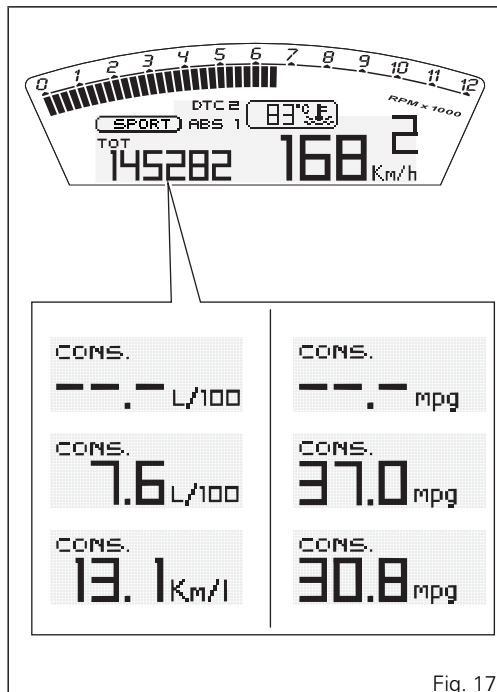 0 1 2 3 4 5 6 7 8 9 10 11 12
RPM x 1000
DTC 2 83°C
SPORT ABS 1
2
TOT
145282 168 Km/h
CONS.
--.- L/100
CONS.
--.- mpg
CONS.
7.6 L/100
CONS.
37.0 mpg
CONS.
13.1 Km/l
CONS.
30.8 mpg
Fig. 17